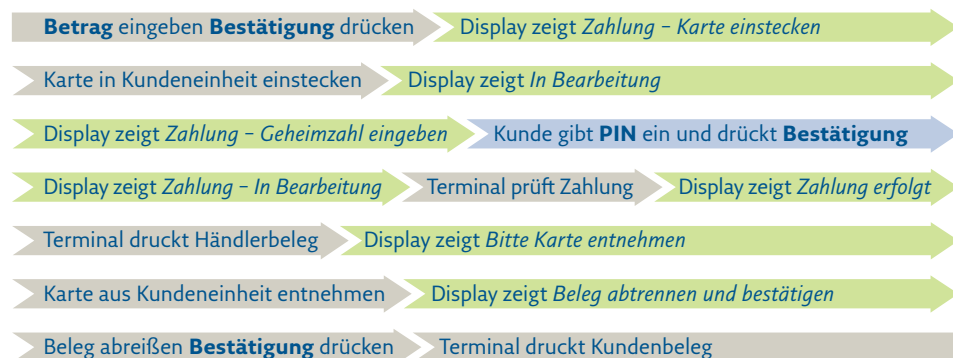 Betrag eingeben Bestätigung drücken Display zeigt Zahlung – Karte einstecken
Karte in Kundeneinheit einstecken Display zeigt In Bearbeitung
Display zeigt Zahlung – Geheimzahl eingeben Kunde gibt PIN ein und drückt Bestätigung
Display zeigt Zahlung – In Bearbeitung Terminal prüft Zahlung Display zeigt Zahlung erfolgt
Terminal druckt Händlerbeleg Display zeigt Bitte Karte entnehmen
Karte aus Kundeneinheit entnehmen Display zeigt Beleg abtrennen und bestätigen
Beleg abreißen Bestätigung drücken Terminal druckt Kundenbeleg